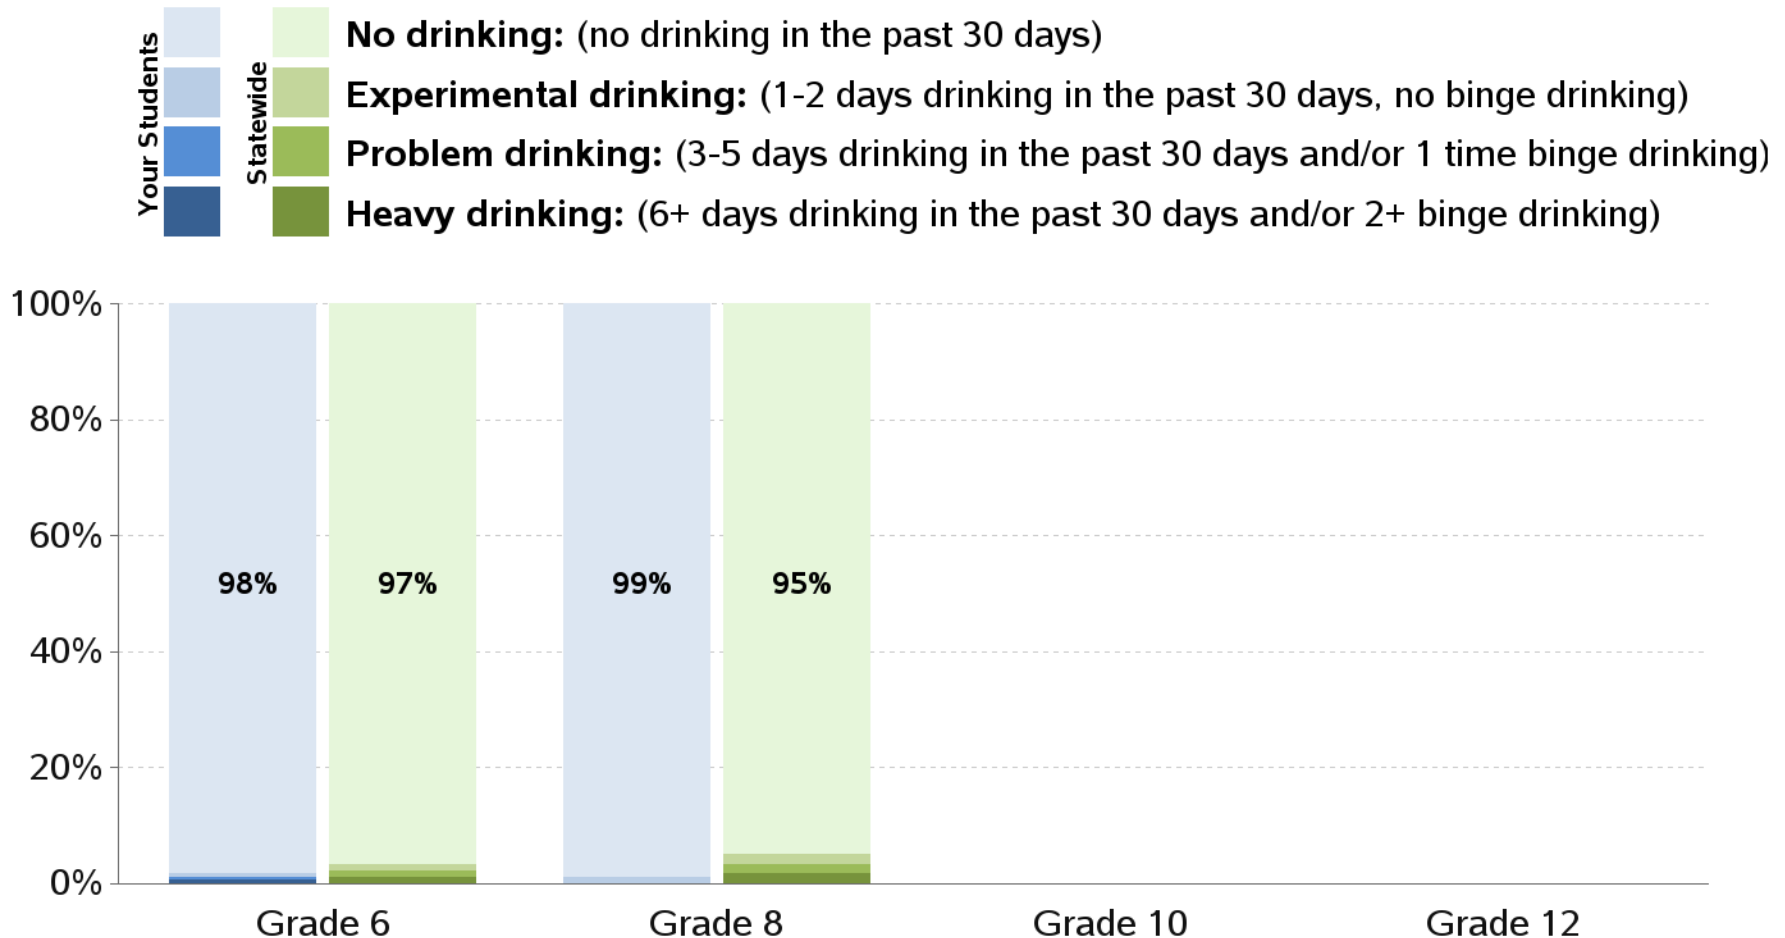 Your Students
Statewide
No drinking: (no drinking in the past 30 days)
Experimental drinking: (1-2 days drinking in the past 30 days, no binge drinking)
Problem drinking: (3-5 days drinking in the past 30 days and/or 1 time binge drinking)
Heavy drinking: (6+ days drinking in the past 30 days and/or 2+ binge drinking)
100%
80%
60%
98% 97% 99% 95%
40%
20%
0%
Grade 6 Grade 8 Grade 10 Grade 12